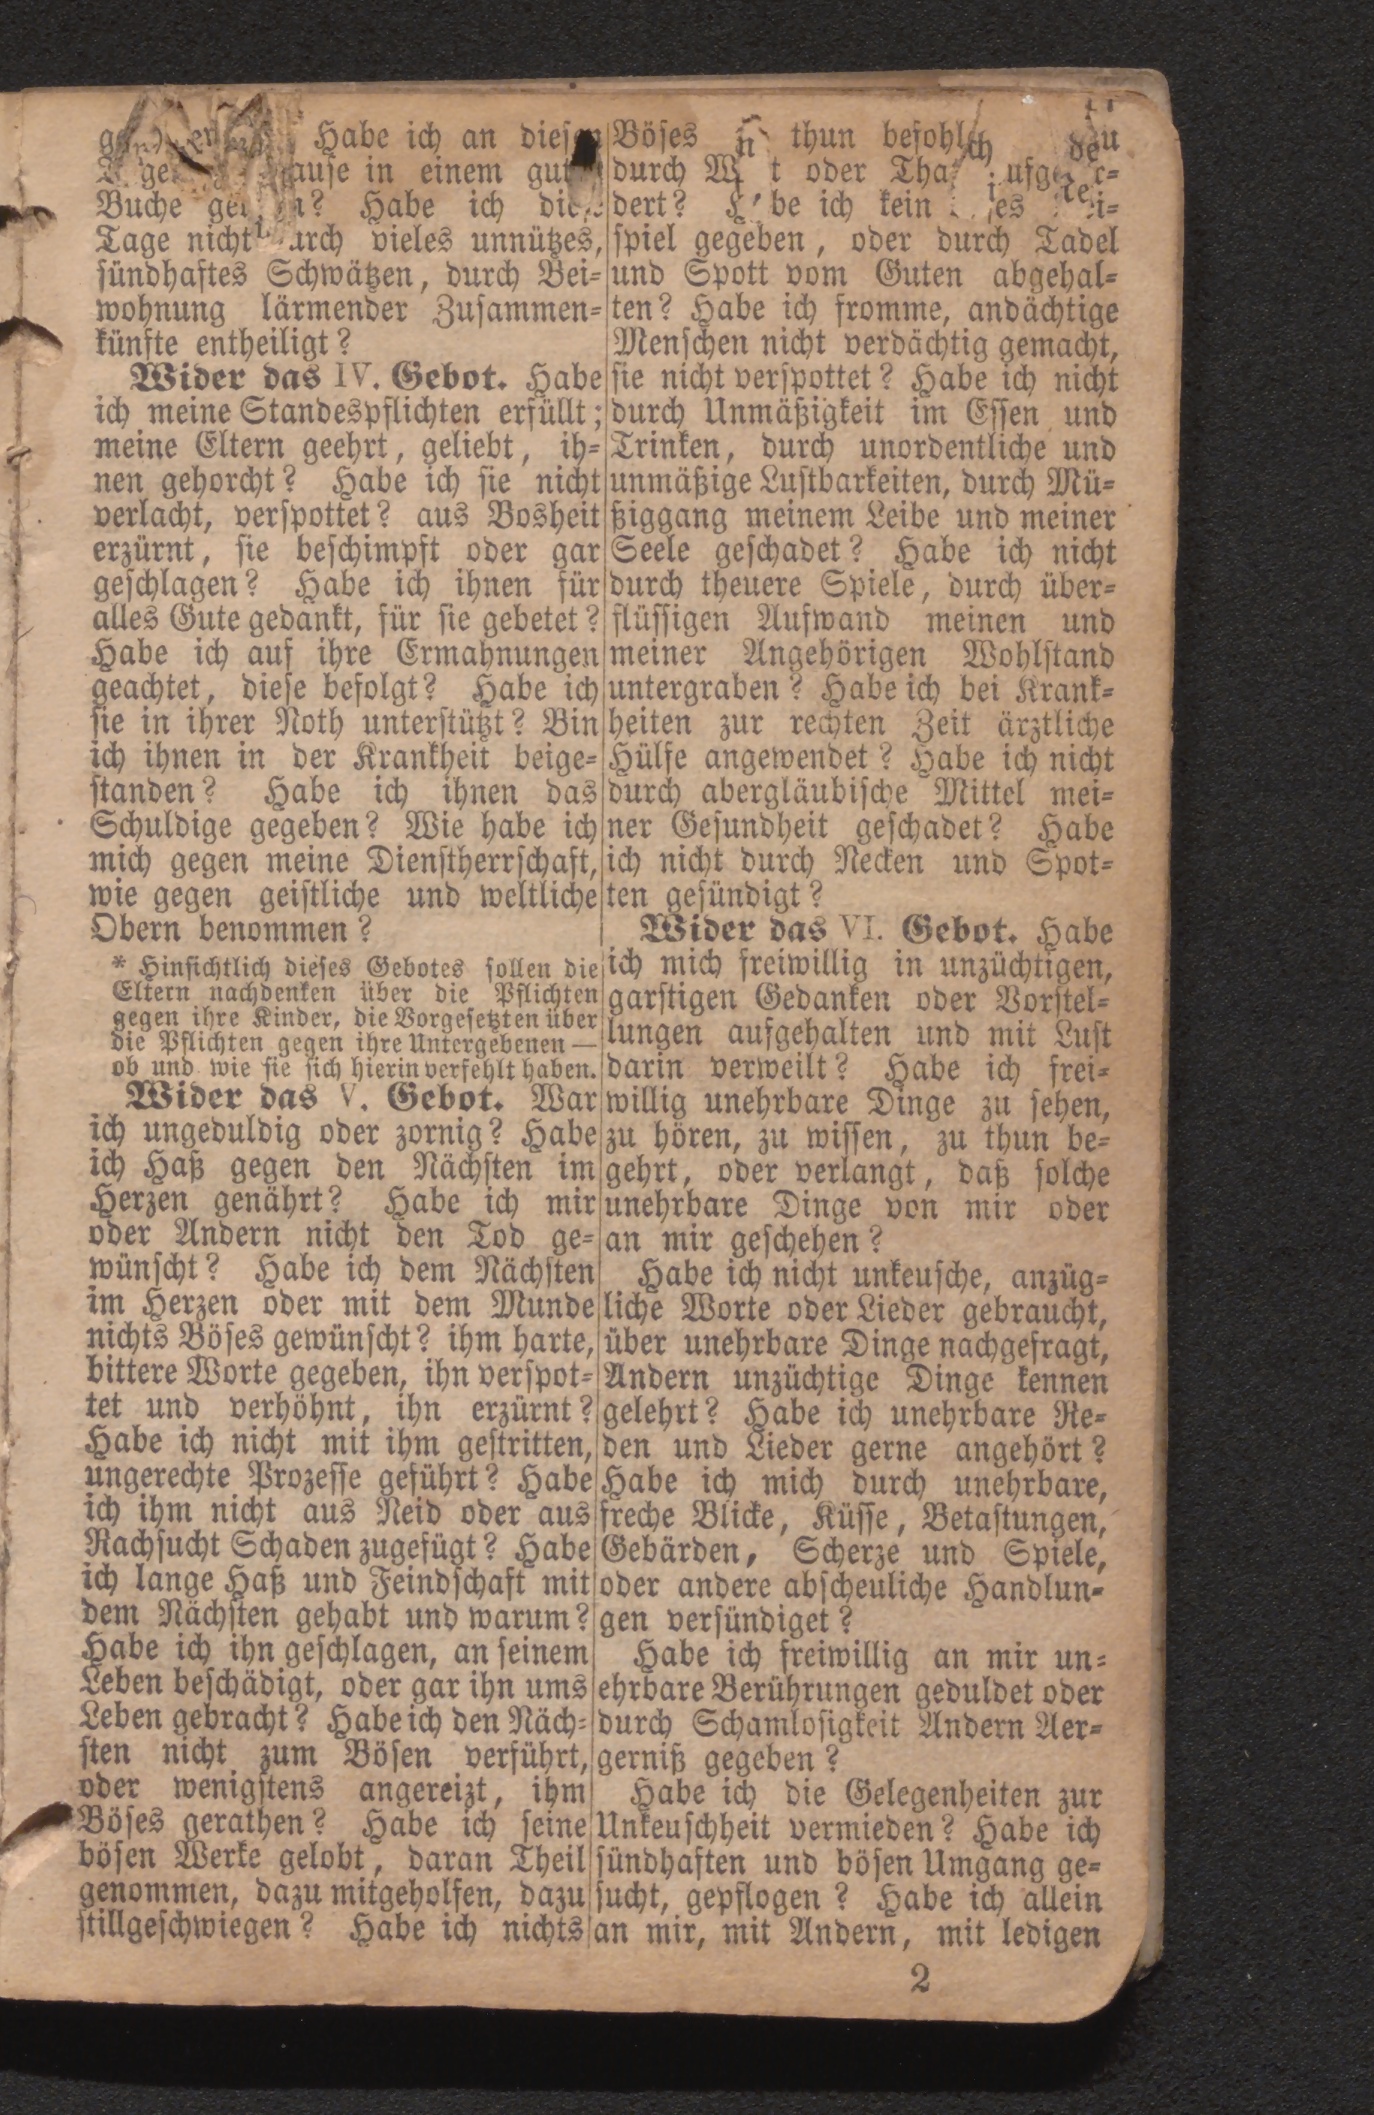 Habe ich an diesen
in einem
Buche Habe ich
Tage nicht vieles unnützes,
sündhaftes Schwätzen, durch Bei-
wohnung lärmender Zusammen-
künfte entheiligt?
Wider das IV. Gebot. Habe
ich meine Standespflichten erfüllt;
meine Eltern geehrt, geliebt, ih-
nen gehorcht? Habe ich sie nicht
verlacht, verspottet? aus Bosheit
erzürnt, sie beschimpft oder gar
geschlagen? Habe ich ihnen für
alles Gute gedankt, für sie gebetet?
Habe ich auf ihre Ermahnungen
geachtet, diese befolgt? Habe ich
sie in ihrer Noth unterstützt? Bin
ich ihnen in der Krankheit beige-
standen? Habe ich ihnen das
Schuldige gegeben? Wie habe ich
mich gegen meine Dienstherrschaft,
wie gegen geistliche und weltliche
Obern benommen?
* Hinsichtlich dieses Gebotes sollen die
Eltern nachdenken über die Pflichten
gegen ihre Kinder, die Vorgesetzten über
die Pflichten gegen ihre Untergebenen —
ob und wie sie sich hierin verfehlt haben.
Wider das V. Gebot. War
ich ungeduldig oder zornig? Habe
ich Haß gegen den Nächsten im
Herzen genährt? Habe ich mir
oder Andern nicht den Tod ge-
wünscht? Habe ich dem Nächsten
im Herzen oder mit dem Munde
nichts Böses gewünscht? ihm harte,
bittere Worte gegeben, ihn verspot-
tet und verhöhnt, ihn erzürnt?
Habe ich nicht mit ihm gestritten,
ungerechte Prozesse geführt? Habe
ich ihm nicht aus Neid oder aus
Rachsucht Schaden zugefügt? Habe
ich lange Haß und Feindschaft mit
dem Nächsten gehabt und warum?
Habe ich ihn geschlagen, an seinem
Leben beschädigt, oder gar ihn ums
Leben gebracht? Habe ich den Näch-
sten nicht zum Bösen verführt,
oder wenigstens angereizt, ihm
Böses gerathen? Habe ich seine
bösen Werke gelobt, daran Theil
genommen, dazu mitgeholfen, dazu
stillgeschwiegen? Habe ich nichts
Böses thun
durch oder
dert? ich kein
spiel gegeben, oder durch Tadel
und Spott vom Guten abgehal-
ten? Habe ich fromme, andächtige
Menschen nicht verdächtig gemacht,
sie nicht verspottet? Habe ich nicht
durch Unmäßigkeit im Essen und
Trinken, durch unordentliche und
unmäßige Lustbarkeiten, durch Mü-
ßiggang meinem Leibe und meiner
Seele geschadet? Habe ich nicht
durch theuere Spiele, durch über-
flüssigen Aufwand meinen und
meiner Angehörigen Wohlstand
untergraben? Habe ich bei Krank-
heiten zur rechten Zeit ärztliche
Hülfe angewendet? Habe ich nicht
durch abergläubische Mittel mei-
ner Gesundheit geschadet? Habe
ich nicht durch Necken und Spot-
ten gesündigt?
Wider das VI. Gebot. Habe
ich mich freiwillig in unzüchtigen,
garstigen Gedanken oder Vorstel-
lungen aufgehalten und mit Lust
darin verweilt? Habe ich frei-
willig unehrbare Dinge zu sehen,
zu hören, zu wissen, zu thun be-
gehrt, oder verlangt, daß solche
unehrbare Dinge von mir oder
an mir geschehen?
Habe ich nicht unkeusche, anzüg-
liche Worte oder Lieder gebraucht,
über unehrbare Dinge nachgefragt,
Andern unzüchtige Dinge kennen
gelehrt? Habe ich unehrbare Re-
den und Lieder gerne angehört?
Habe ich mich durch unehrbare,
freche Blicke, Küsse, Betastungen,
Gebärden, Scherze und Spiele,
oder andere abscheuliche Handlun-
gen versündiget?
Habe ich freiwillig an mir un-
ehrbare Berührungen geduldet oder
durch Schamlosigkeit Andern Aer-
gerniß gegeben?
Habe ich die Gelegenheiten zur
Unkeuschheit vermieden? Habe ich
sündhaften und bösen Umgang ge-
sucht, gepflogen? Habe ich allein
an mir, mit Andern, mit ledigen
2